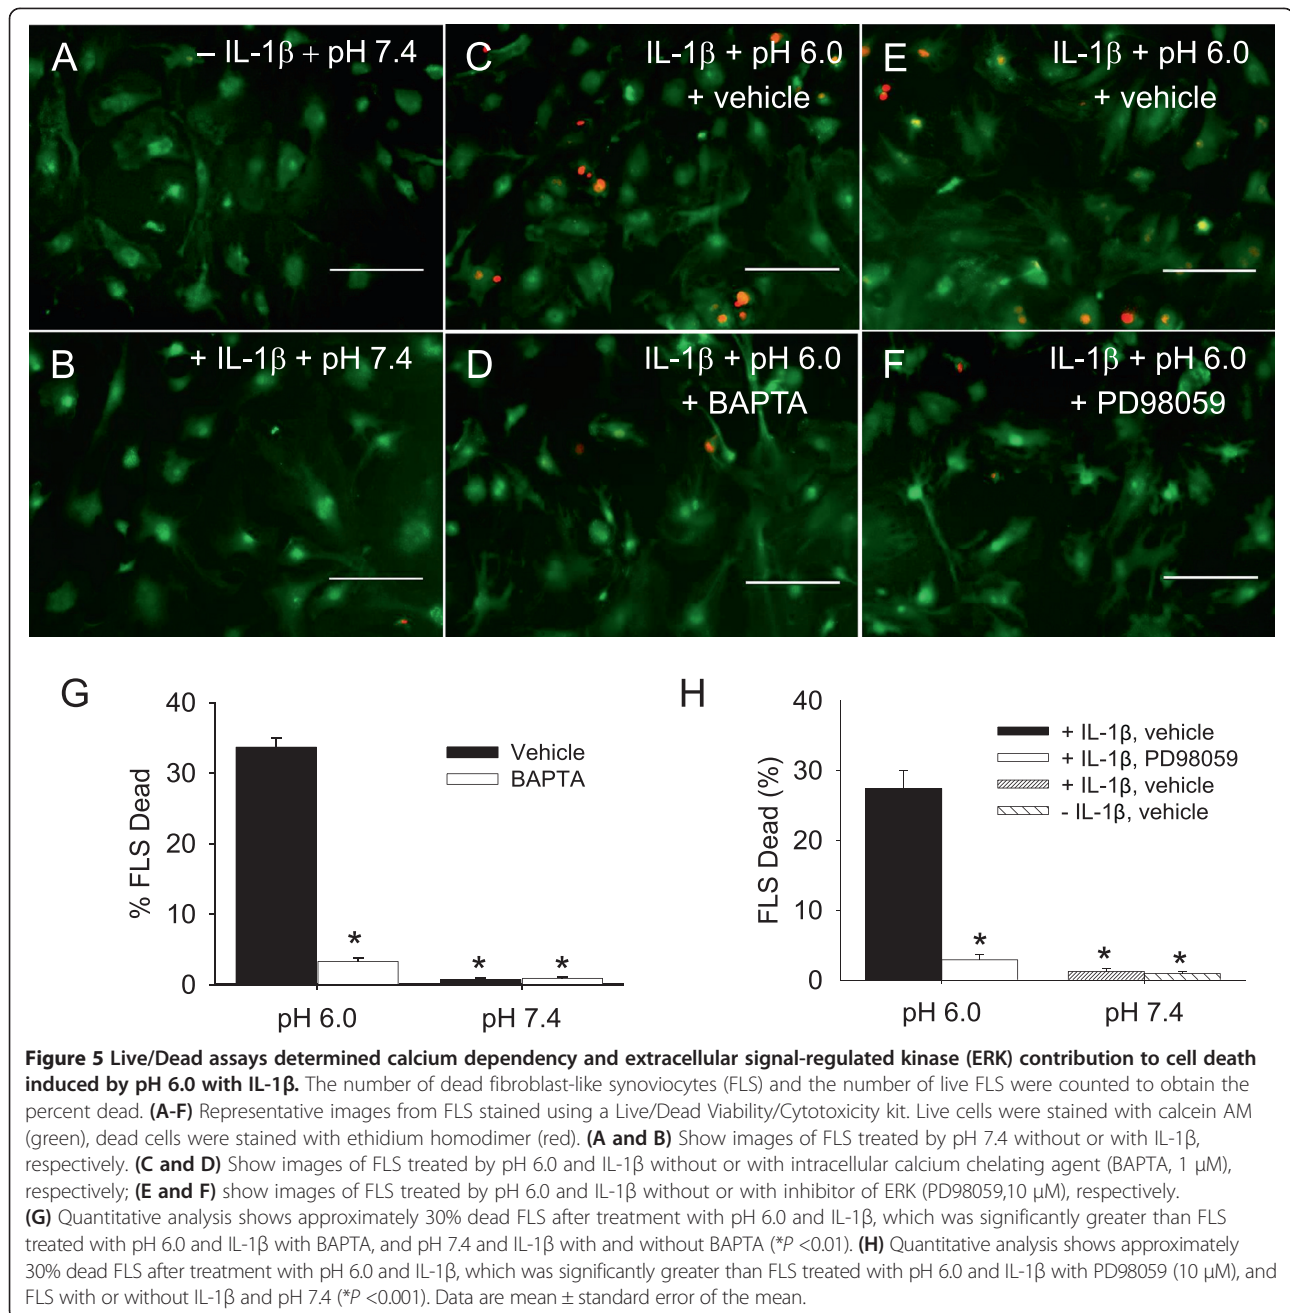 A
– IL-1β + pH 7.4
C
IL-1β + pH 6.0
+ vehicle
E
IL-1β + pH 6.0
+ vehicle
B
+ IL-1β + pH 7.4
D
IL-1β + pH 6.0
+ BAPTA
F
IL-1β + pH 6.0
+ PD98059
G
% FLS Dead
40
30
20
10
0
Vehicle
BAPTA
*
*
*
pH 6.0
pH 7.4
H
FLS Dead (%)
40
30
20
10
0
+ IL-1β, vehicle
+ IL-1β, PD98059
+ IL-1β, vehicle
- IL-1β, vehicle
*
*
*
pH 6.0
pH 7.4
Figure 5 Live/Dead assays determined calcium dependency and extracellular signal-regulated kinase (ERK) contribution to cell death
induced by pH 6.0 with IL-1β. The number of dead fibroblast-like synoviocytes (FLS) and the number of live FLS were counted to obtain the
percent dead. (A-F) Representative images from FLS stained using a Live/Dead Viability/Cytotoxicity kit. Live cells were stained with calcein AM
(green), dead cells were stained with ethidium homodimer (red). (A and B) Show images of FLS treated by pH 7.4 without or with IL-1β,
respectively. (C and D) Show images of FLS treated by pH 6.0 and IL-1β without or with intracellular calcium chelating agent (BAPTA, 1 μM),
respectively; (E and F) show images of FLS treated by pH 6.0 and IL-1β without or with inhibitor of ERK (PD98059,10 μM), respectively.
(G) Quantitative analysis shows approximately 30% dead FLS after treatment with pH 6.0 and IL-1β, which was significantly greater than FLS
treated with pH 6.0 and IL-1β with BAPTA, and pH 7.4 and IL-1β with and without BAPTA (*P <0.01). (H) Quantitative analysis shows approximately
30% dead FLS after treatment with pH 6.0 and IL-1β, which was significantly greater than FLS treated with pH 6.0 and IL-1β with PD98059 (10 μM), and
FLS with or without IL-1β and pH 7.4 (*P <0.001). Data are mean ± standard error of the mean.